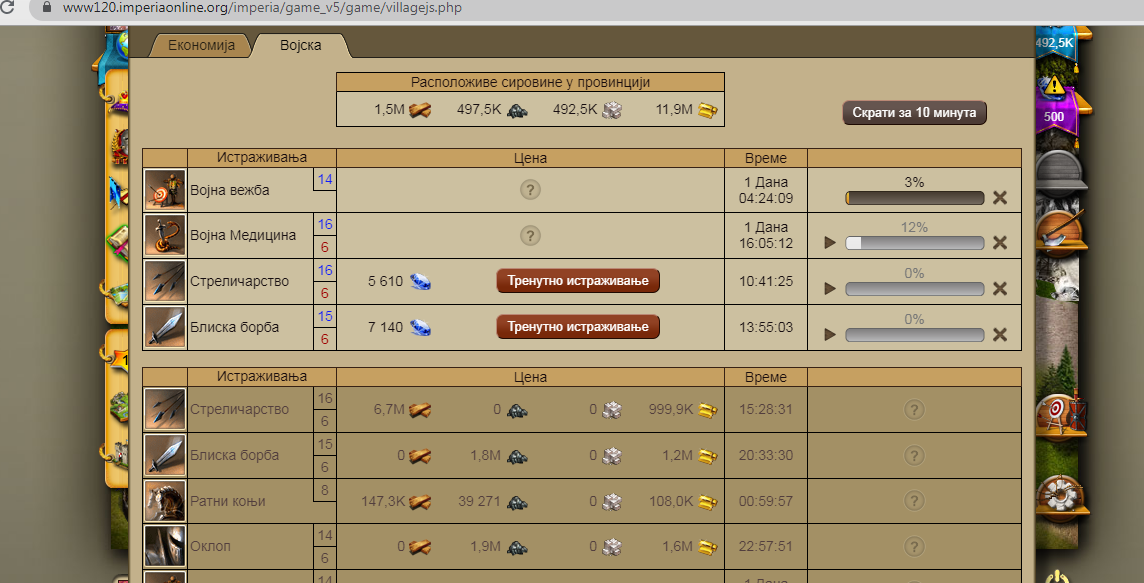 www120.imperiaonline.org/imperia/game_v5/game/villagejs.php
Економија Војска
492,5K
Расположиве сировине у провинцији
1,5M 497,5K 492,5K 11,9M
Скрати за 10 минута
500
Истраживања Цена Време
Војна вежба 14 ? 1 Дана 04:24:09 3%
Војна Медицина 16 6 ? 1 Дана 16:05:12 12%
Стреличарство 16 6 5 610 Тренутно истраживање 10:41:25 0%
Блиска борба 15 6 7 140 Тренутно истраживање 13:55:03 0%
Истраживања Цена Време
Стреличарство 16 6 6,7M 0 0 999,9K 15:28:31 ?
Блиска борба 15 6 0 1,8M 0 1,2M 20:33:30 ?
Ратни коњи 8 147,3K 39 271 0 108,0K 00:59:57 ?
Оклоп 14 6 0 1,9M 0 1,6M 22:57:51 ?
14 1 Дана